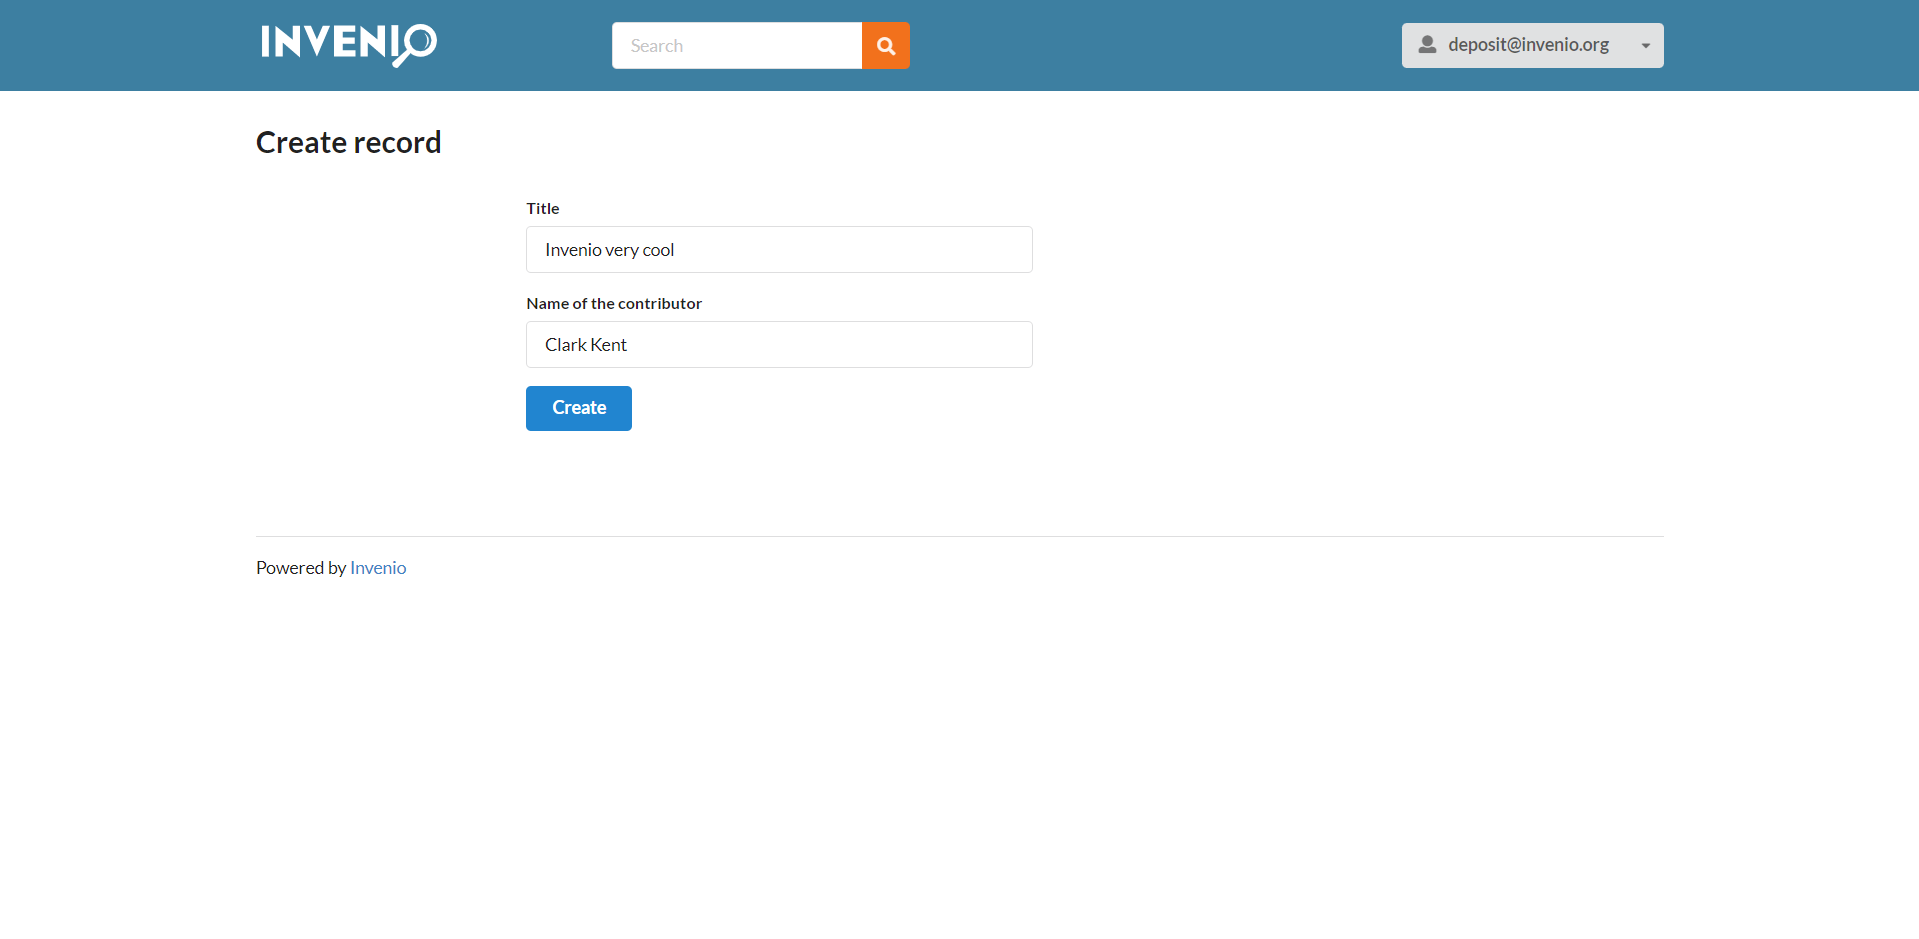 INVENIO
Search
deposit@invenio.org
Create record
Title
Invenio very cool
Name of the contributor
Clark Kent
Create
Powered by Invenio